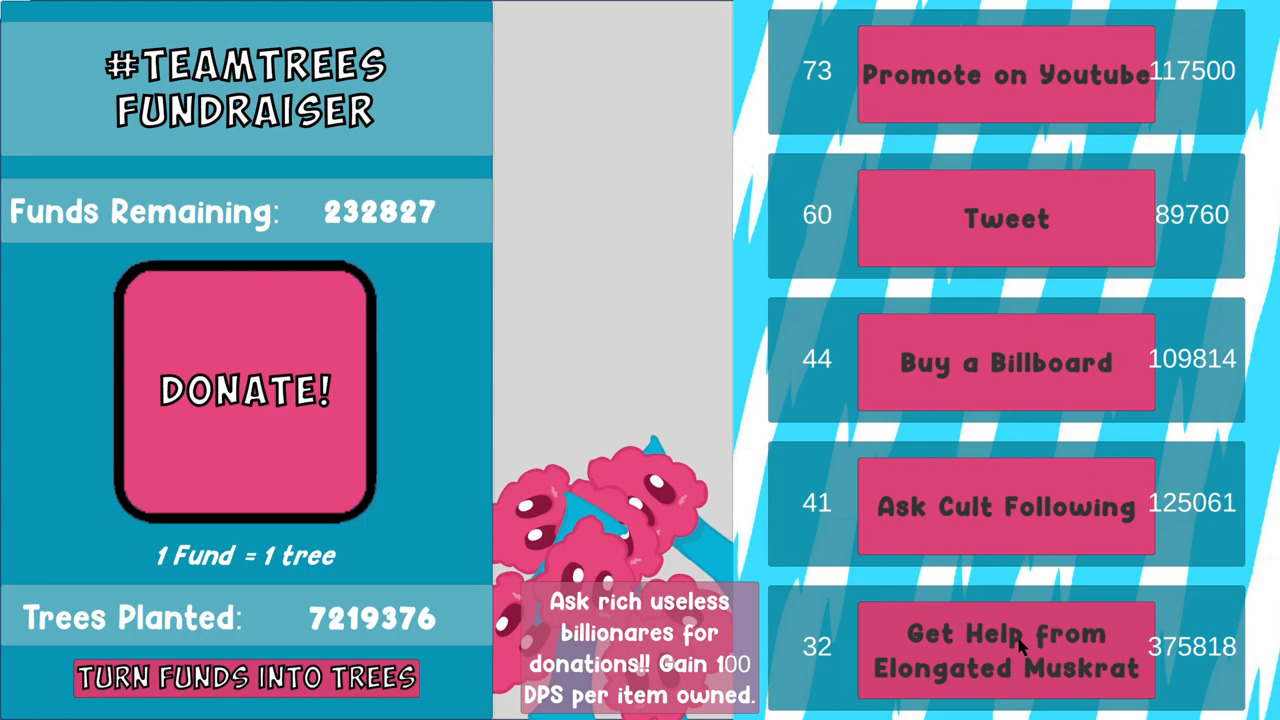 #TEAMTREES
FUNDRAISER
Funds Remaining: 232827
DONATE!
1 Fund = 1 tree
Trees Planted: 7219376
TURN FUNDS INTO TREES
Ask rich useless
billionares for
donations!! Gain 100
DPS per item owned.
73 Promote on Youtube 117500
60 Tweet 89760
44 Buy a Billboard 109814
41 Ask Cult Following 125061
32 Get Help from
Elongated Muskrat 375818